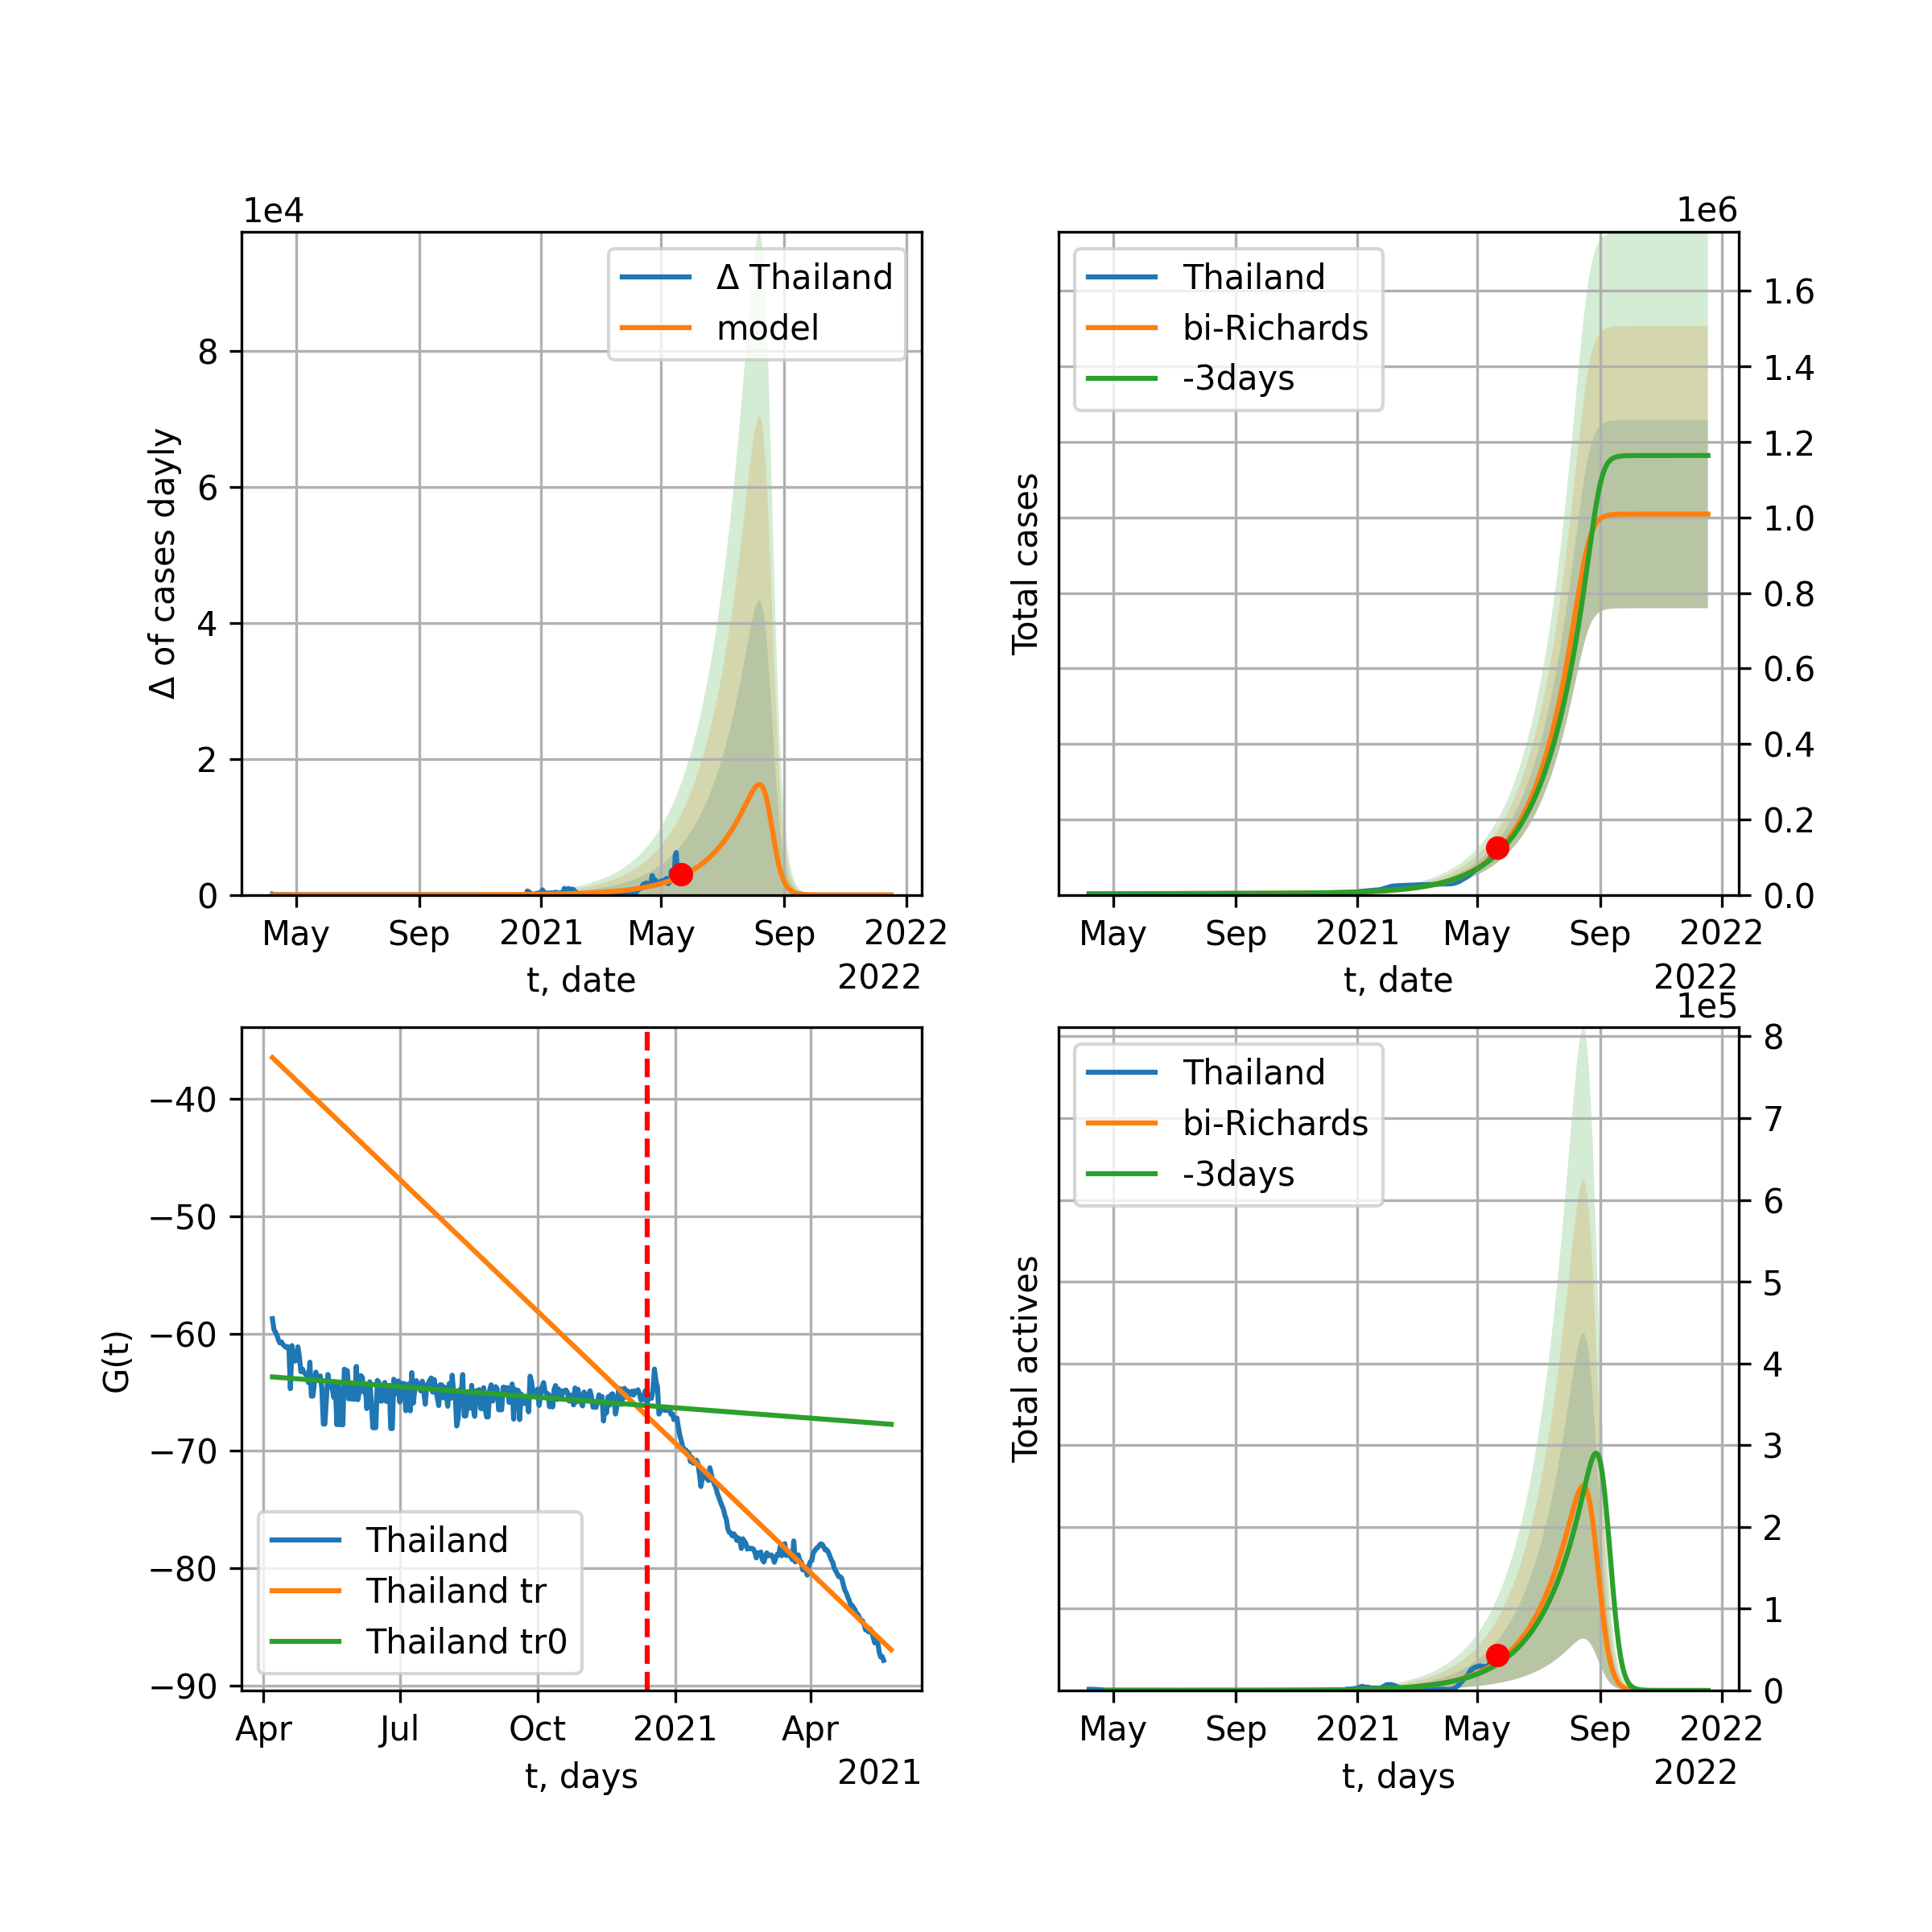 1e4
Δ Thailand
model
8
6
4
2
0
Δ of cases dayly
May Sep 2021 May Sep 2022
t, date
2022
1e6
Thailand
bi-Richards
-3days
1.6
1.4
1.2
1.0
0.8
0.6
0.4
0.2
0.0
Total cases
May Sep 2021 May Sep 2022
t, date
2022
−40
−50
−60
−70
−80
−90
G(t)
Thailand
Thailand tr
Thailand tr0
Apr Jul Oct 2021 Apr
t, days
2021
1e5
Thailand
bi-Richards
-3days
8
7
6
5
4
3
2
1
0
Total actives
May Sep 2021 May Sep 2022
t, days
2022